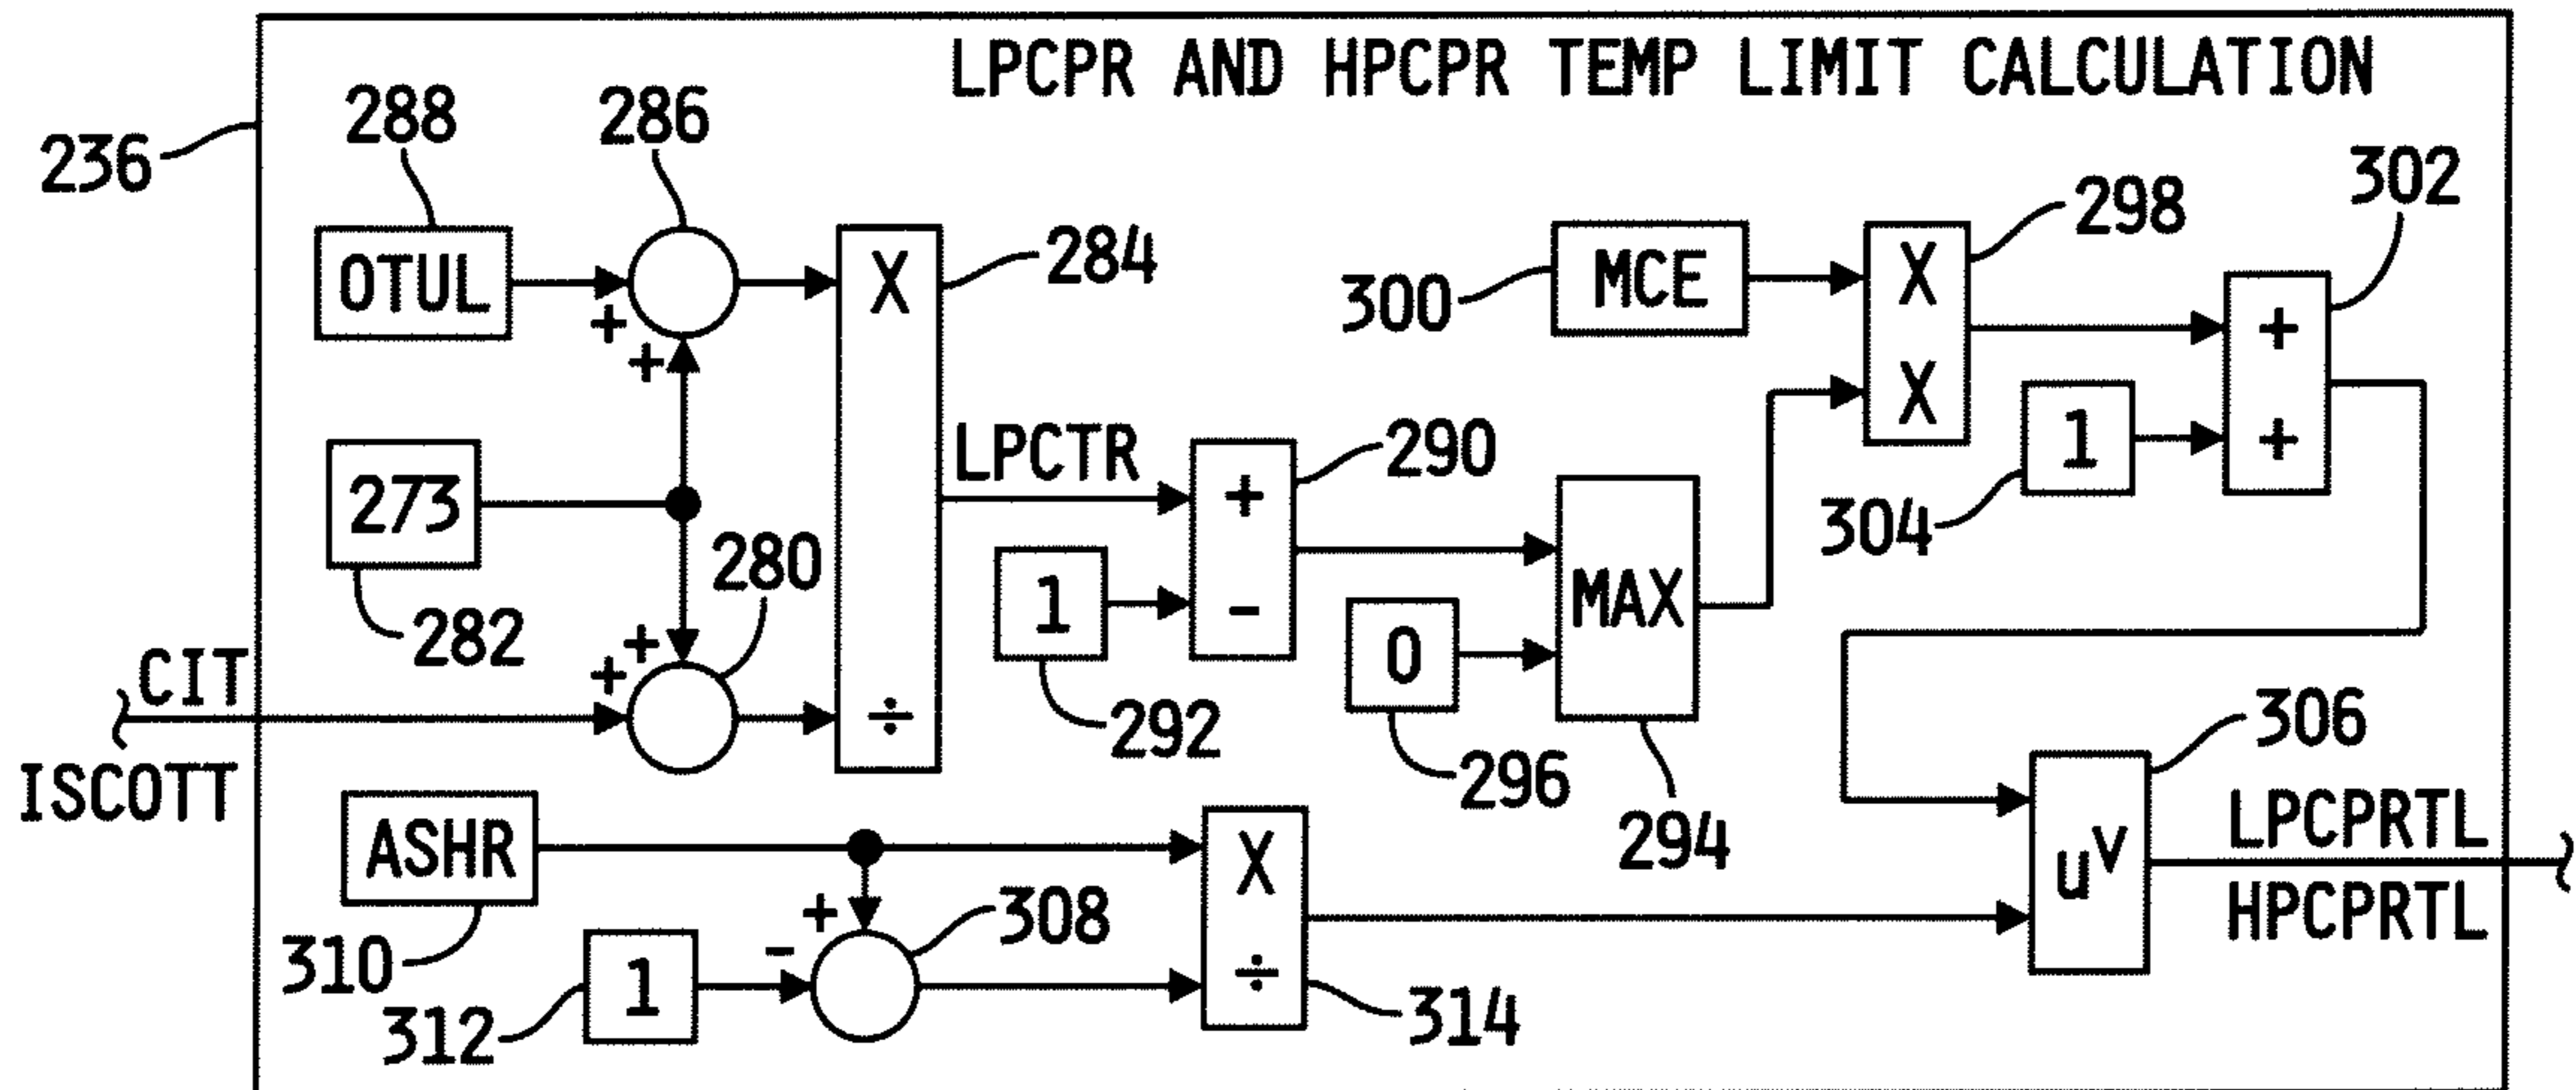 LPCPR AND HPCPR TEMP LIMIT CALCULATION
288
286
236
302
298
284
OTUL
X
300
MCE
X
X
+
+
+
+
1
304
LPCTR
290
273
282
280
+
-
1
292
0
296
MAX
294
CIT
ISCOTT
+
+
÷
306
u^v
LPCPRTL
HPCPRTL
ASHR
310
+
-
308
1
312
X
÷
314